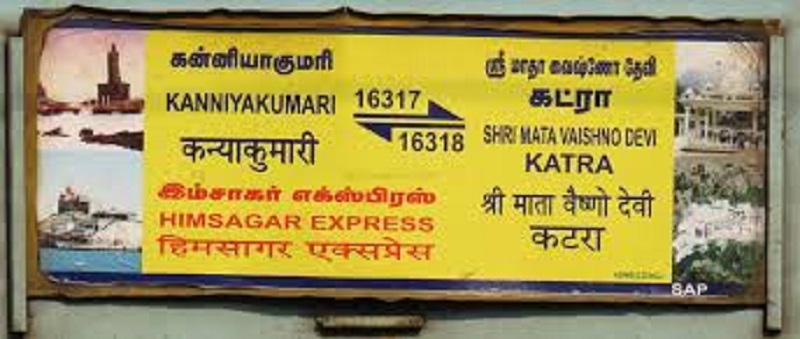 கன்னியாகுமரி
KANNIYAKUMARI
कन्याकुमारी
இம்சாகர் எக்ஸ்பிரஸ்
HIMSAGAR EXPRESS
हिमसागर एक्सप्रेस
16317
16318
ஸ்ரீ மாதா வைஷ்ணோ தேவி
கட்ரா
SHRI MATA VAISHNO DEVI
KATRA
श्री माता वैष्णो देवी
कटरा
SAP